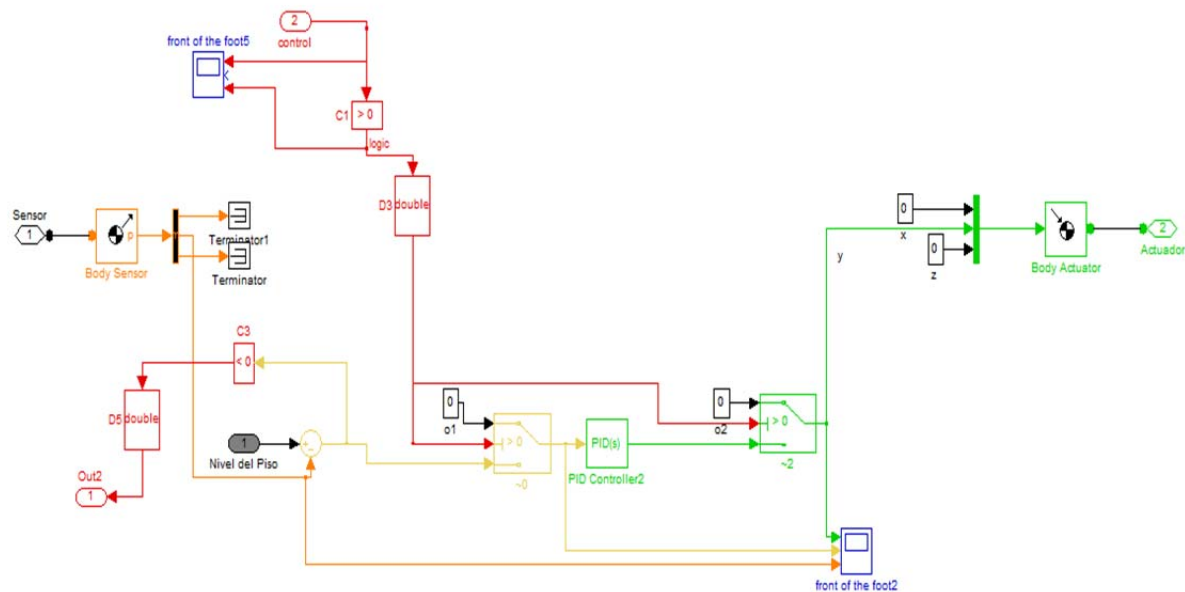 2
control
front of the foot5
C1
> 0
logic
D3
double
Sensor
1
p
Body Sensor
Terminator1
Terminator
0
x
0
z
y
Body Actuator
2
Actuador
C3
< 0
D5
double
Out2
1
1
Nivel del Piso
+
−
0
o1
> 0
~0
PID(s)
PID Controller2
0
o2
> 0
~2
front of the foot2